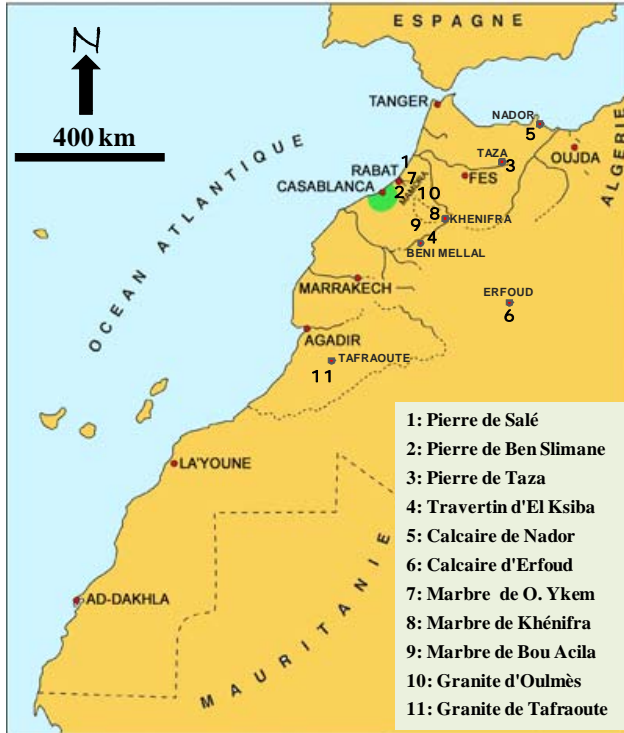 ESPAGNE
N
400 km
TANGER
NADOR
5
ALGERIE
OCEAN ATLANTIQUE
TAZA
3
OUJDA
RABAT
1
7
FES
CASABLANCA
2
MAMORA
10
8
KHENIFRA
9
4
BENI MELLAL
MARRAKECH
ERFOUD
6
AGADIR
TAFRAOUTE
11
LA'YOUNE
AD-DAKHLA
MAURITANIE
1: Pierre de Salé
2: Pierre de Ben Slimane
3: Pierre de Taza
4: Travertin d'El Ksiba
5: Calcaire de Nador
6: Calcaire d'Erfoud
7: Marbre de O. Ykem
8: Marbre de Khénifra
9: Marbre de Bou Acila
10: Granite d'Oulmès
11: Granite de Tafraoute